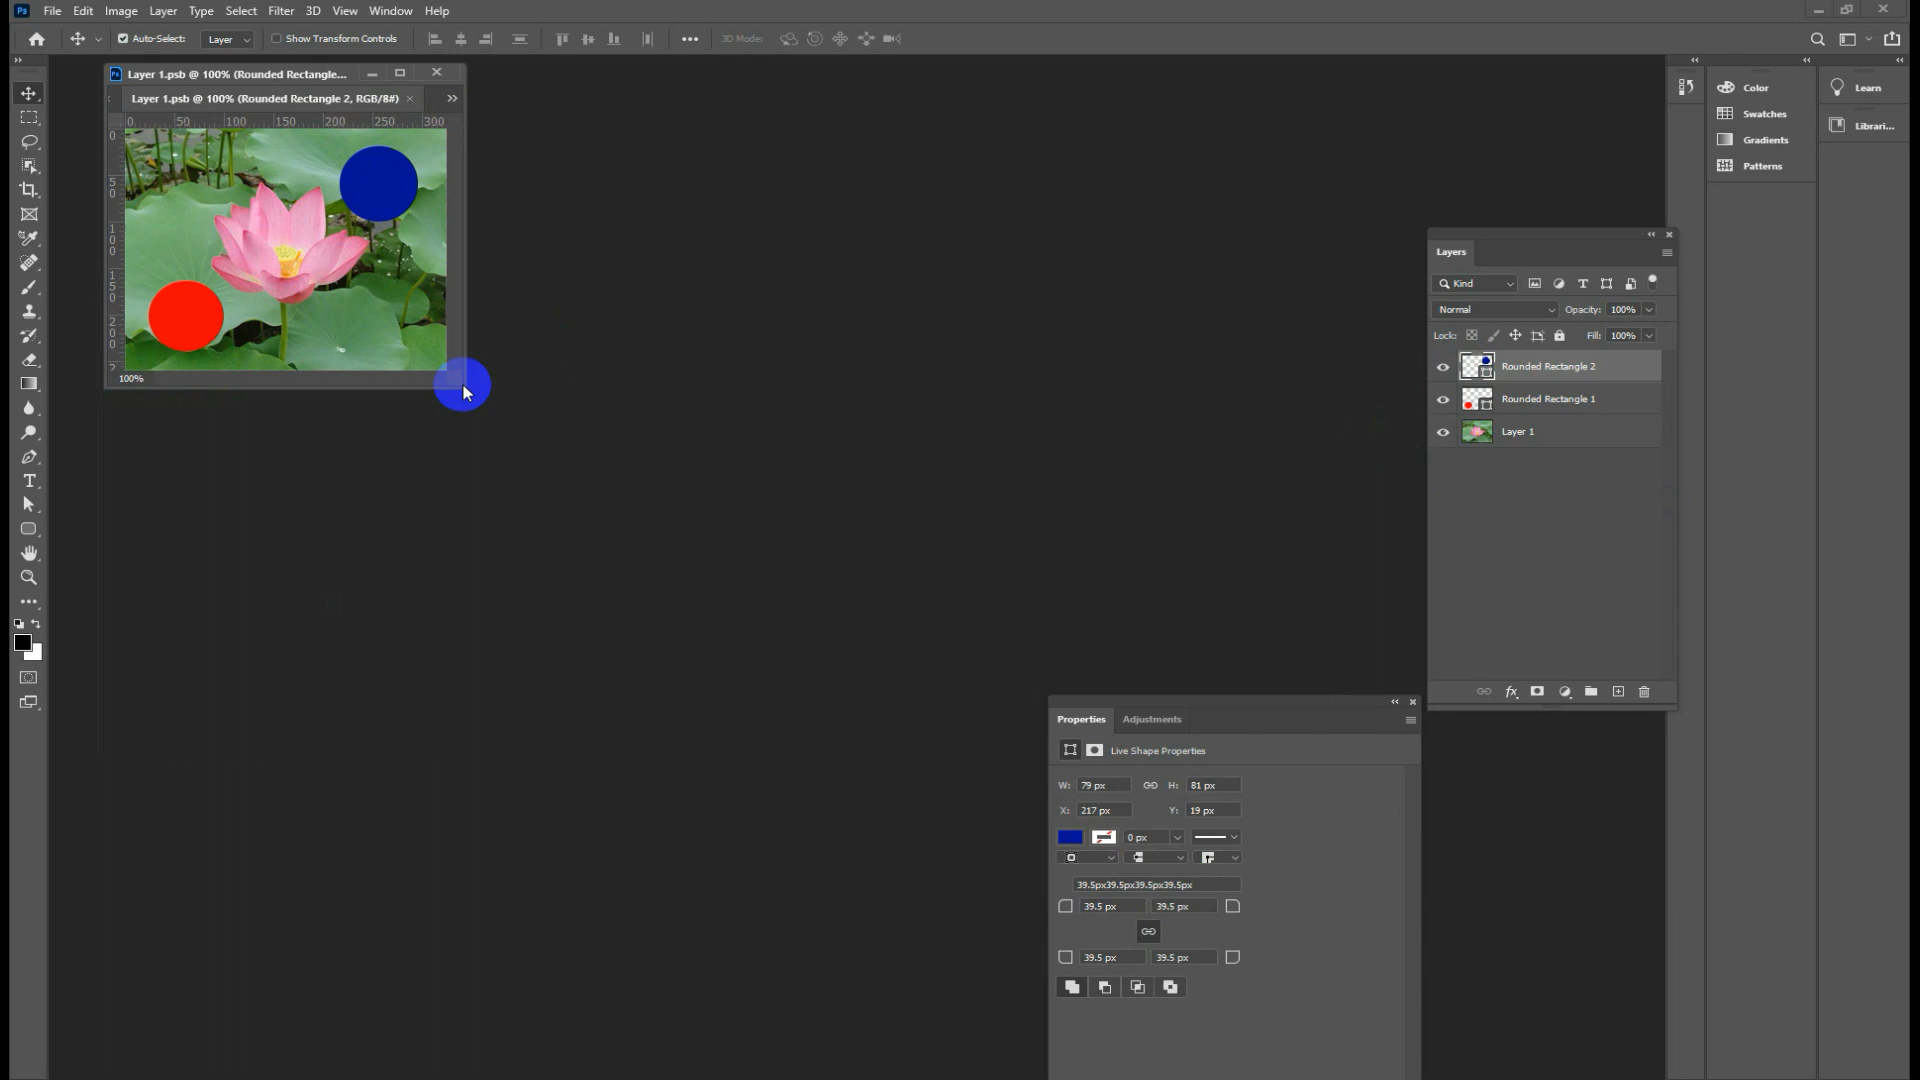 Ps File Edit Image Layer Type Select Filter 3D View Window Help
Auto-Select: Layer Show Transform Controls 3D Mode:
Layer 1.psb @ 100% (Rounded Rectangle...
Layer 1.psb @ 100% (Rounded Rectangle 2, RGB/8#)
0 50 100 150 200 250 300
0
50
100
150
200
2
100%
Color
Swatches
Gradients
Patterns
Learn
Librari...
Layers
Kind
Normal Opacity: 100%
Lock: Fill: 100%
Rounded Rectangle 2
Rounded Rectangle 1
Layer 1
fx
Properties Adjustments
Live Shape Properties
W: 79 px H: 81 px
X: 217 px Y: 19 px
0 px
39.5px39.5px39.5px39.5px
39.5 px 39.5 px
39.5 px 39.5 px